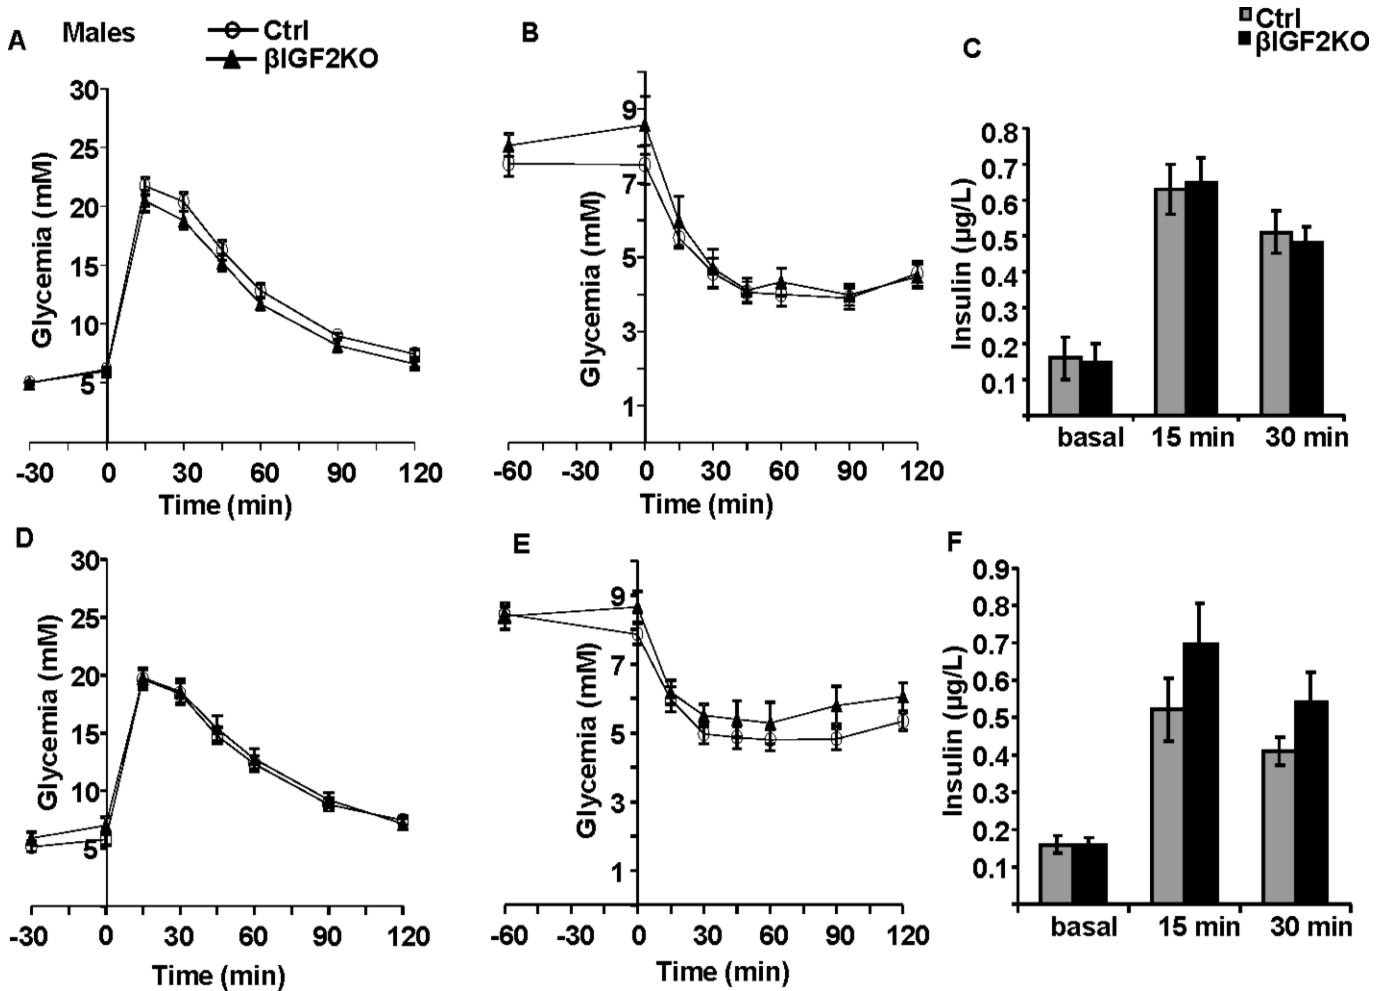 A Males Ctrl
βIGF2KO
Glycemia (mM)
30
25
20
15
10
5
-30 0 30 60 90 120
Time (min)
B
Glycemia (mM)
9
7
5
3
1
-60 -30 0 30 60 90 120
Time (min)
C
Ctrl
βIGF2KO
Insulin (µg/L)
0.8
0.7
0.6
0.5
0.4
0.3
0.2
0.1
basal 15 min 30 min
D
Glycemia (mM)
30
25
20
15
10
5
-30 0 30 60 90 120
Time (min)
E
Glycemia (mM)
9
7
5
3
1
-60 -30 0 30 60 90 120
Time (min)
F
Insulin (µg/L)
0.9
0.8
0.7
0.6
0.5
0.4
0.3
0.2
0.1
basal 15 min 30 min